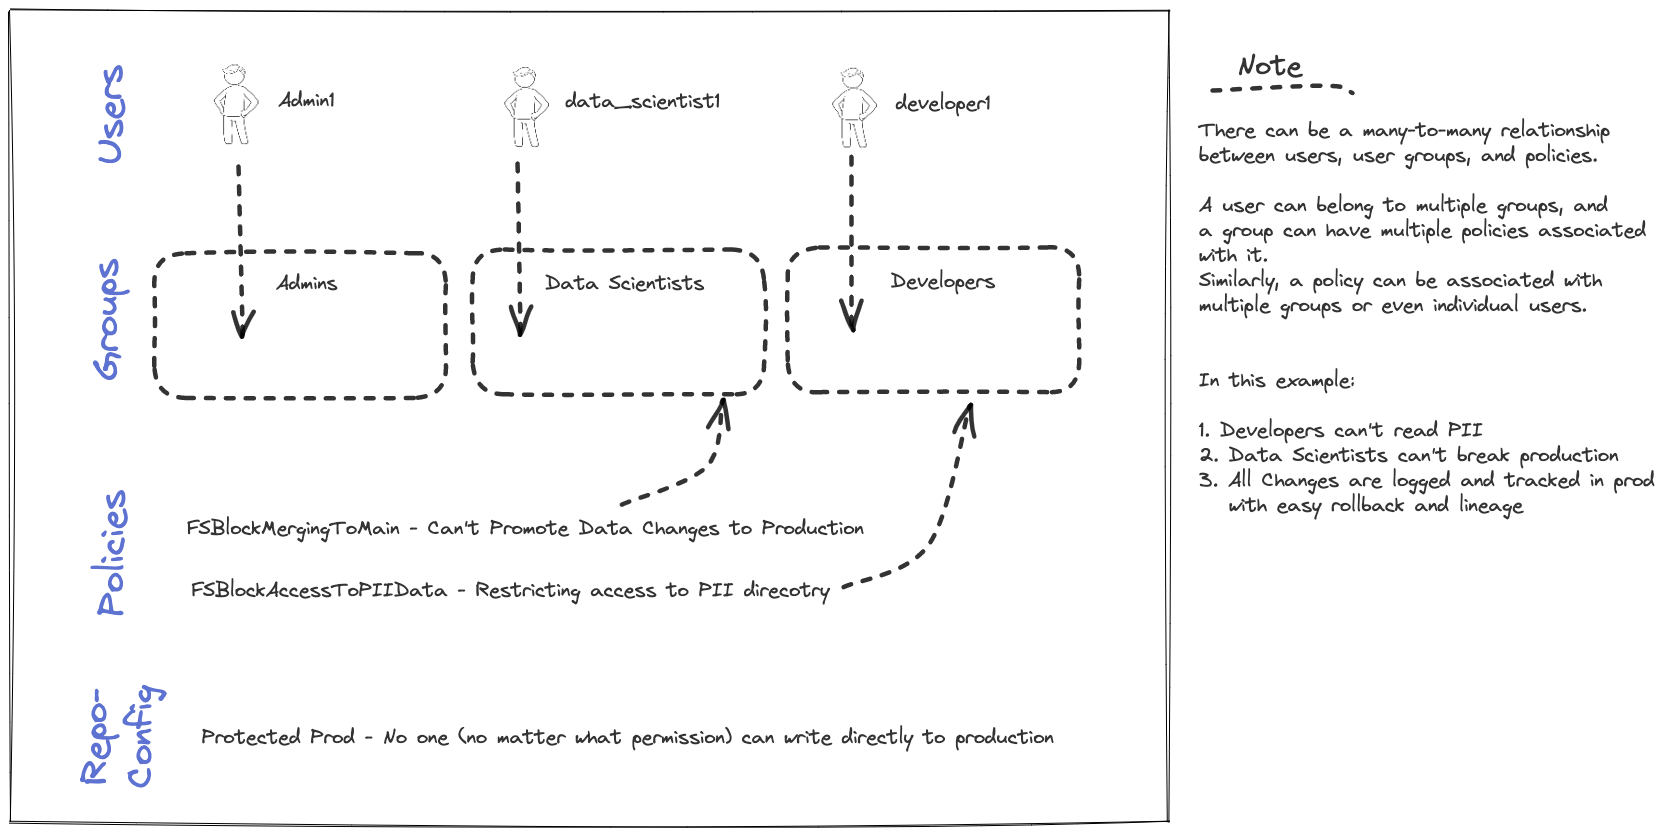 Users
Admin1
data_scientist1
developer1
Groups
Admins
Data Scientists
Developers
Policies
FSBlockMergingToMain - Can't Promote Data Changes to Production
FSBlockAccessToPIIData - Restricting access to PII direcotry
Repo-
Config
Protected Prod - No one (no matter what permission) can write directly to production
Note
There can be a many-to-many relationship
between users, user groups, and policies.
A user can belong to multiple groups, and
a group can have multiple policies associated
with it.
Similarly, a policy can be associated with
multiple groups or even individual users.
In this example:
1. Developers can't read PII
2. Data Scientists can't break production
3. All Changes are logged and tracked in prod
with easy rollback and lineage